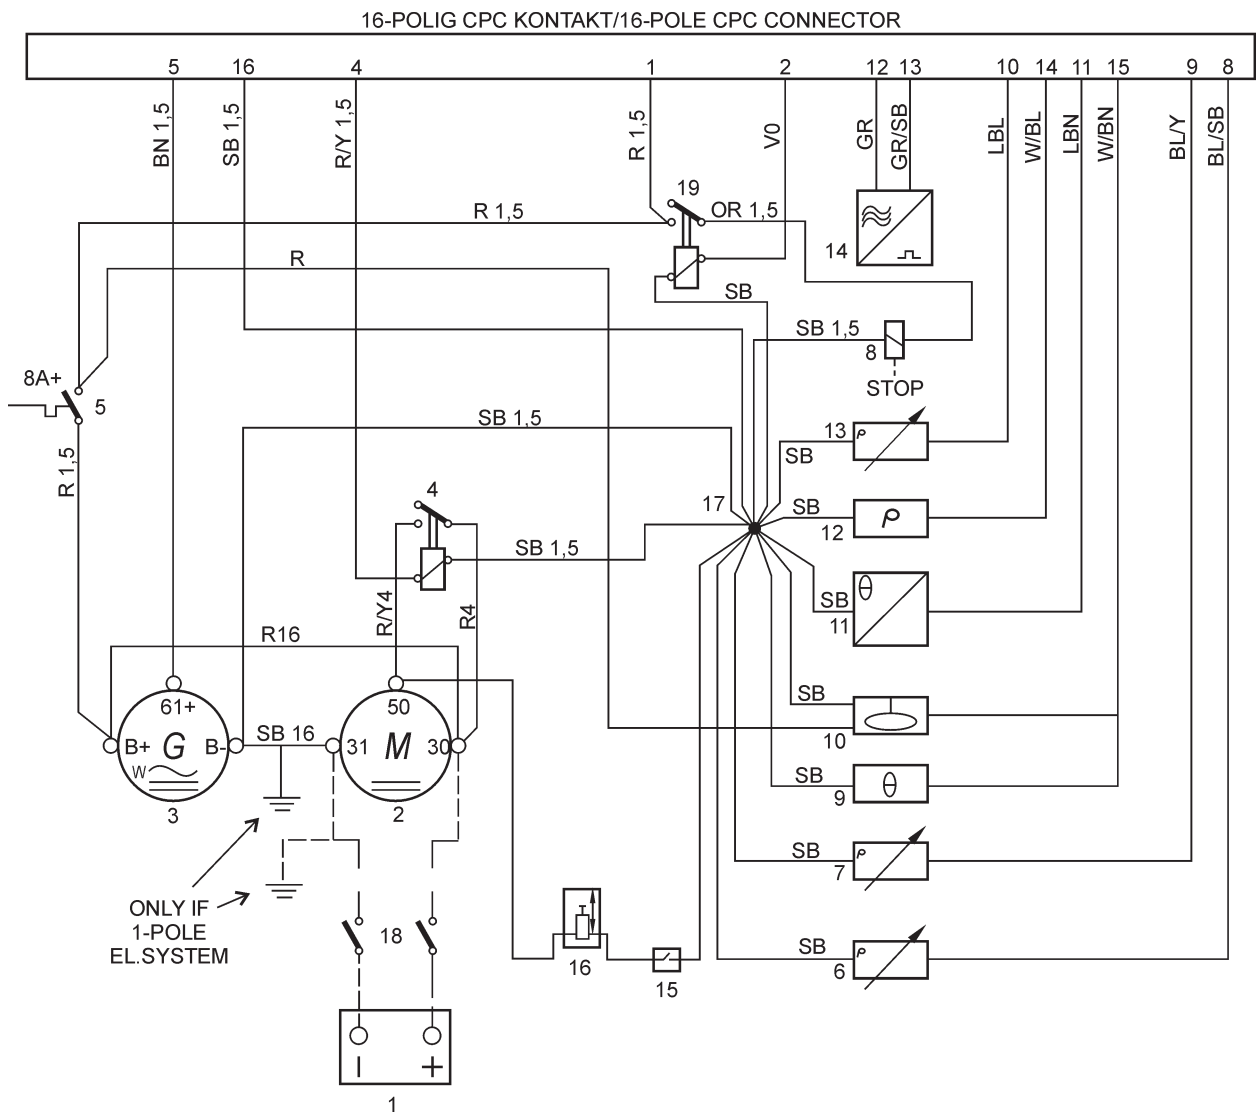 16-POLIG CPC KONTAKT/16-POLE CPC CONNECTOR
5 16 4 1 2 12 13 10 14 11 15 9 8
BN 1,5
SB 1,5
R/Y 1,5
R 1,5
V0
GR
GR/SB
LBL
W/BL
LBN
W/BN
BL/Y
BL/SB
19
R 1,5
OR 1,5
14
R
SB
SB 1,5
8
STOP
8A+
5
SB 1,5
13
SB
R 1,5
4
17
SB
12
P
SB 1,5
R/Y4
R4
SB
11
θ
R16
61+
50
SB
10
B+ G B-
SB 16
31 M 30
W
3
2
SB
9
θ
SB
7
P
ONLY IF
1-POLE
EL.SYSTEM
18
16
15
SB
6
P
1